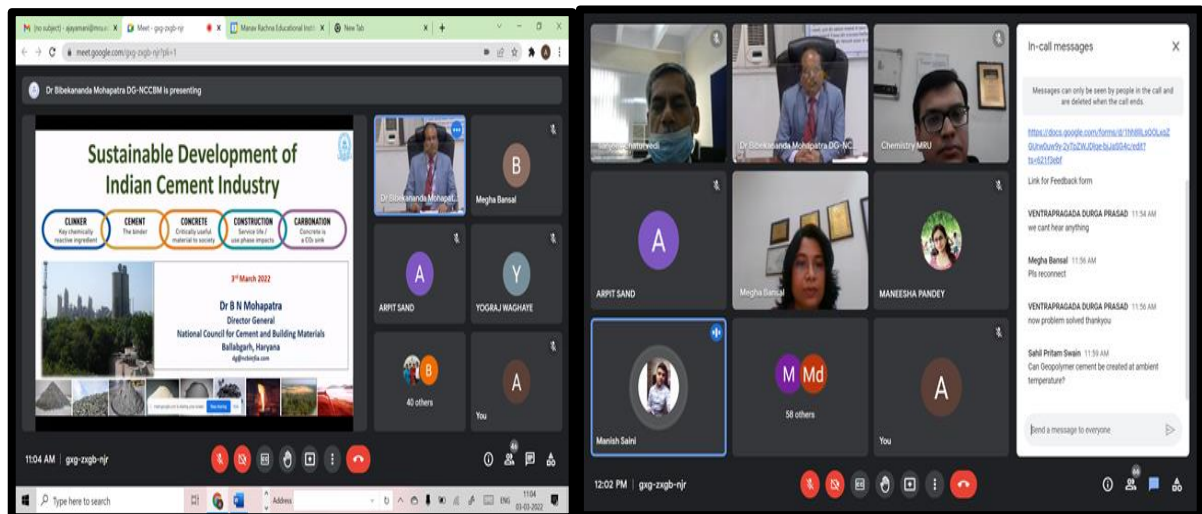 (no subject) - ajayamani@mru.e
Meet - gxg-zxgb-njr
Manav Rachna Educational Insti
New Tab
meet.google.com/gxg-zxgb-njr?pli=1
A
Dr Bibekananda Mohapatra DG-NCCBM is presenting
Sustainable Development of
Indian Cement Industry
CLINKER
Key chemically
reactive ingredient
CEMENT
The binder
CONCRETE
Critically useful
material to society
CONSTRUCTION
Service life /
use phase impacts
CARBONATION
Concrete is
a CO₂ sink
3rd March 2022
Dr B N Mohapatra
Director General
National Council for Cement and Building Materials
Ballabgarh, Haryana
Dr Bibekananda Mohapat...
B
Megha Bansal
A
ARPIT SAND
Y
YOGRAJ WAGHAYE
B
40 others
A
You
11:04 AM | gxg-zxgb-njr
Type here to search
Address
ENG
11:04
03-03-2022
Dr Bibekananda Mohapatra DG-NC...
Chemistry MRU
A
ARPIT SAND
Megha Bansal
MANEESHA PANDEY
Manish Saini
M Md
58 others
A
You
12:02 PM | gxg-zxgb-njr
In-call messages
Messages can only be seen by people in the call and
are deleted when the call ends.
Link for Feedback form
VENTRAPRAGADA DURGA PRASAD 11:54 AM
we cant hear anything
Megha Bansal 11:56 AM
Pls reconnect
VENTRAPRAGADA DURGA PRASAD 11:56 AM
now problem solved thankyou
Sahil Pritam Swain 11:59 AM
Can Geopolymer cement be created at ambient
temperature?
Send a message to everyone